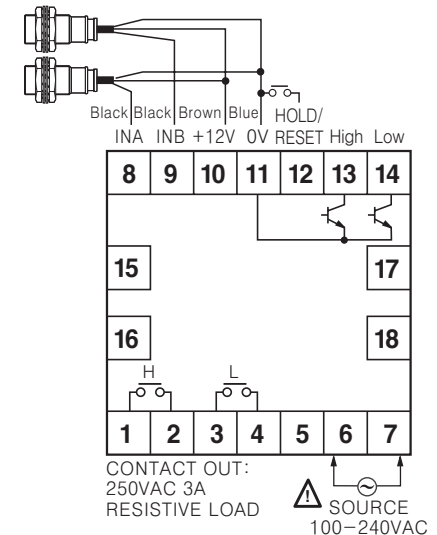 Black Black Brown Blue HOLD/
INA INB +12V 0V RESET High Low
8 9 10 11 12 13 14
15 17
16 18
H L
1 2 3 4 5 6 7
CONTACT OUT:
250VAC 3A
RESISTIVE LOAD
SOURCE
100-240VAC